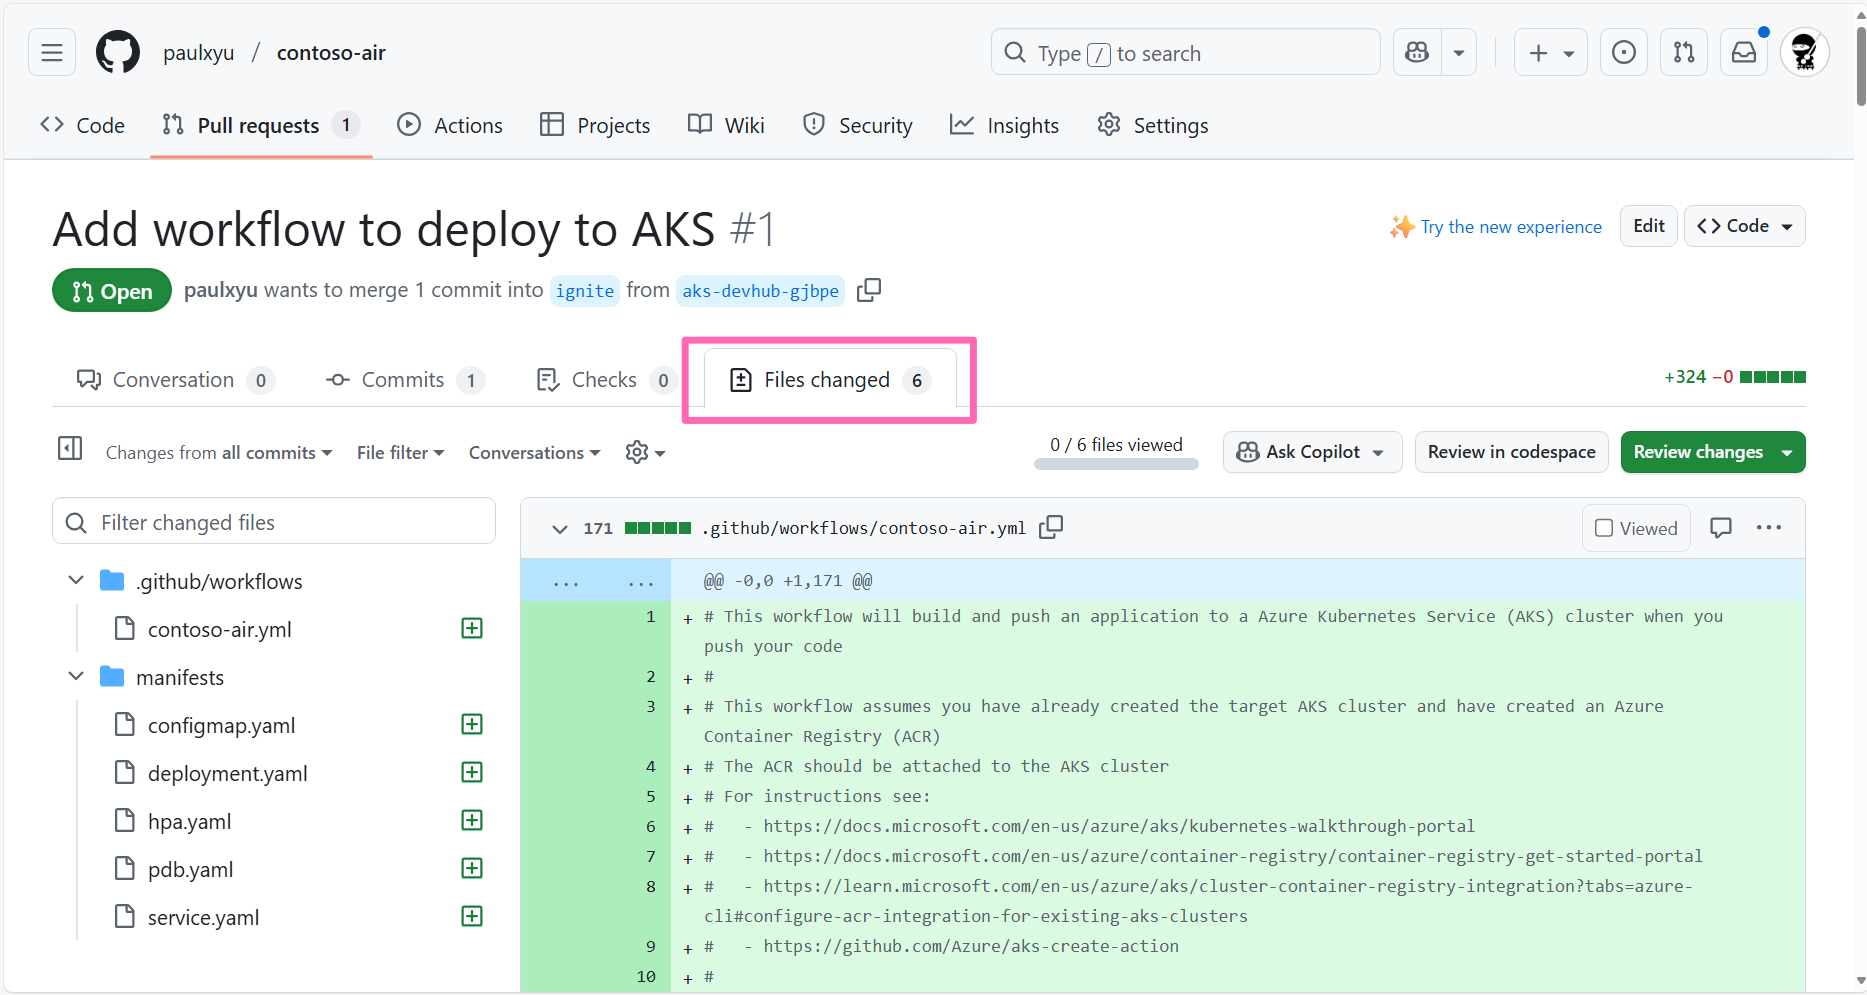 paulxyu / contoso-air
Type / to search
Code
Pull requests 1
Actions
Projects
Wiki
Security
Insights
Settings
Add workflow to deploy to AKS #1
Try the new experience
Edit
<> Code
Open
paulxyu wants to merge 1 commit into ignite from aks-devhub-gjbpe
Conversation 0
Commits 1
Checks 0
Files changed 6
+324 −0
Changes from all commits
File filter
Conversations
0 / 6 files viewed
Ask Copilot
Review in codespace
Review changes
Filter changed files
.github/workflows
contoso-air.yml
manifests
configmap.yaml
deployment.yaml
hpa.yaml
pdb.yaml
service.yaml
171 .github/workflows/contoso-air.yml
Viewed
... ... @@ -0,0 +1,171 @@
1 + # This workflow will build and push an application to a Azure Kubernetes Service (AKS) cluster when you
push your code
2 + #
3 + # This workflow assumes you have already created the target AKS cluster and have created an Azure
Container Registry (ACR)
4 + # The ACR should be attached to the AKS cluster
5 + # For instructions see:
6 + #   - https://docs.microsoft.com/en-us/azure/aks/kubernetes-walkthrough-portal
7 + #   - https://docs.microsoft.com/en-us/azure/container-registry/container-registry-get-started-portal
8 + #   - https://learn.microsoft.com/en-us/azure/aks/cluster-container-registry-integration?tabs=azure-
cli#configure-acr-integration-for-existing-aks-clusters
9 + #   - https://github.com/Azure/aks-create-action
10 + #